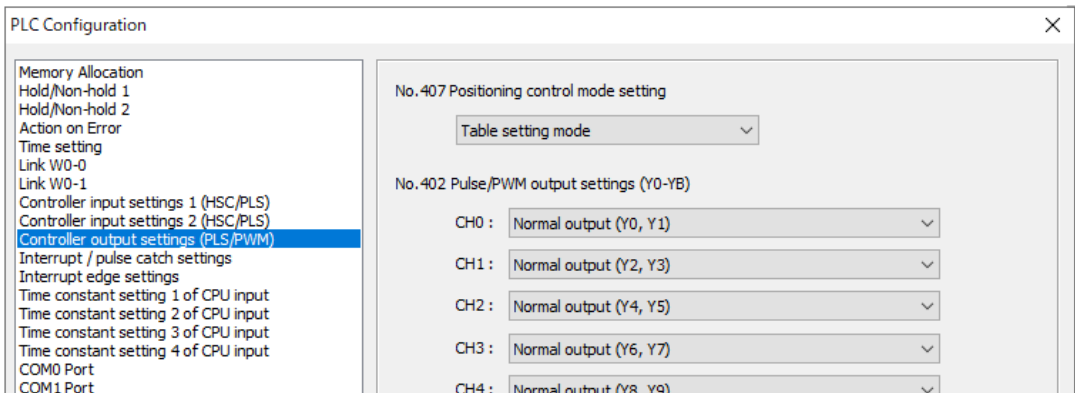 PLC Configuration
Memory Allocation
Hold/Non-hold 1
Hold/Non-hold 2
Action on Error
Time setting
Link W0-0
Link W0-1
Controller input settings 1 (HSC/PLS)
Controller input settings 2 (HSC/PLS)
Controller output settings (PLS/PWM)
Interrupt / pulse catch settings
Interrupt edge settings
Time constant setting 1 of CPU input
Time constant setting 2 of CPU input
Time constant setting 3 of CPU input
Time constant setting 4 of CPU input
COM0 Port
COM1 Port
No.407 Positioning control mode setting
Table setting mode
No.402 Pulse/PWM output settings (Y0-YB)
CH0 : Normal output (Y0, Y1)
CH1 : Normal output (Y2, Y3)
CH2 : Normal output (Y4, Y5)
CH3 : Normal output (Y6, Y7)
CH4 : Normal output (Y8, Y9)